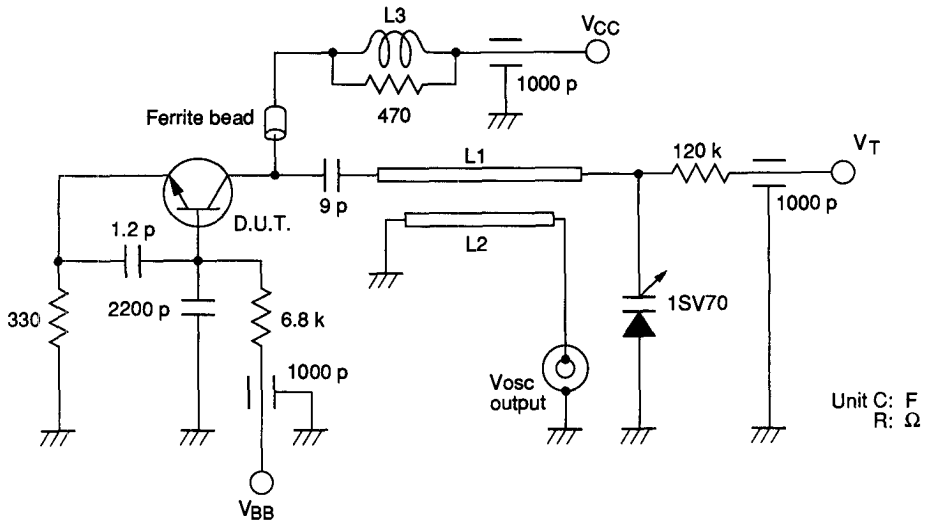 L3
VCC
1000 p
470
Ferrite bead
L1
120 k
VT
9 p
1000 p
D.U.T.
1.2 p
L2
330
2200 p
6.8 k
1SV70
1000 p
Vosc
output
Unit C: F
R: Ω
VBB